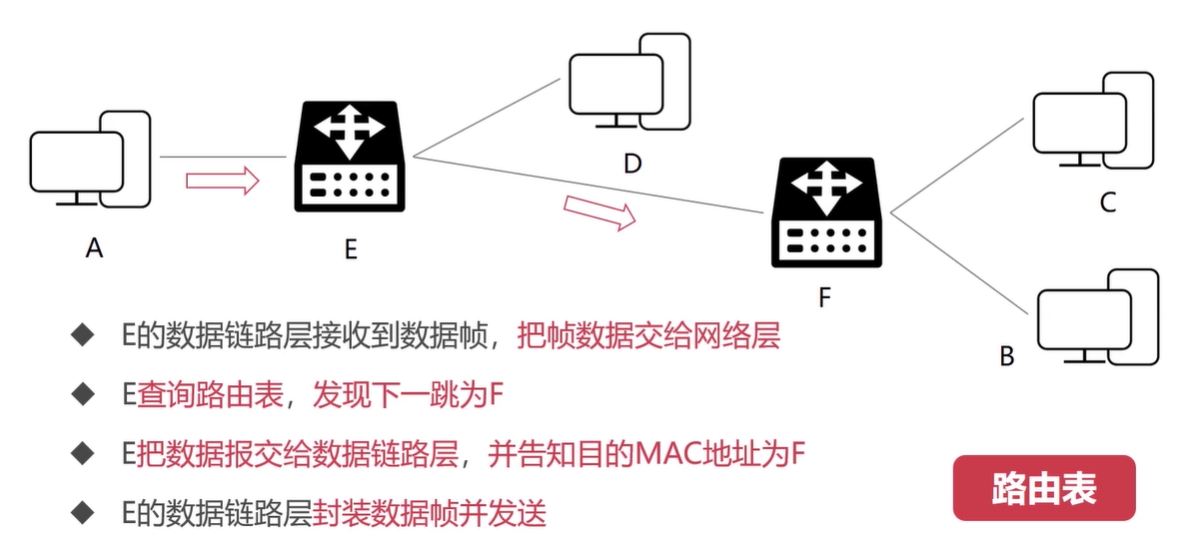 D
A
E
C
F
B
E的数据链路层接收到数据帧，把帧数据交给网络层
E查询路由表，发现下一跳为F
E把数据报交给数据链路层，并告知目的MAC地址为F
E的数据链路层封装数据帧并发送
路由表